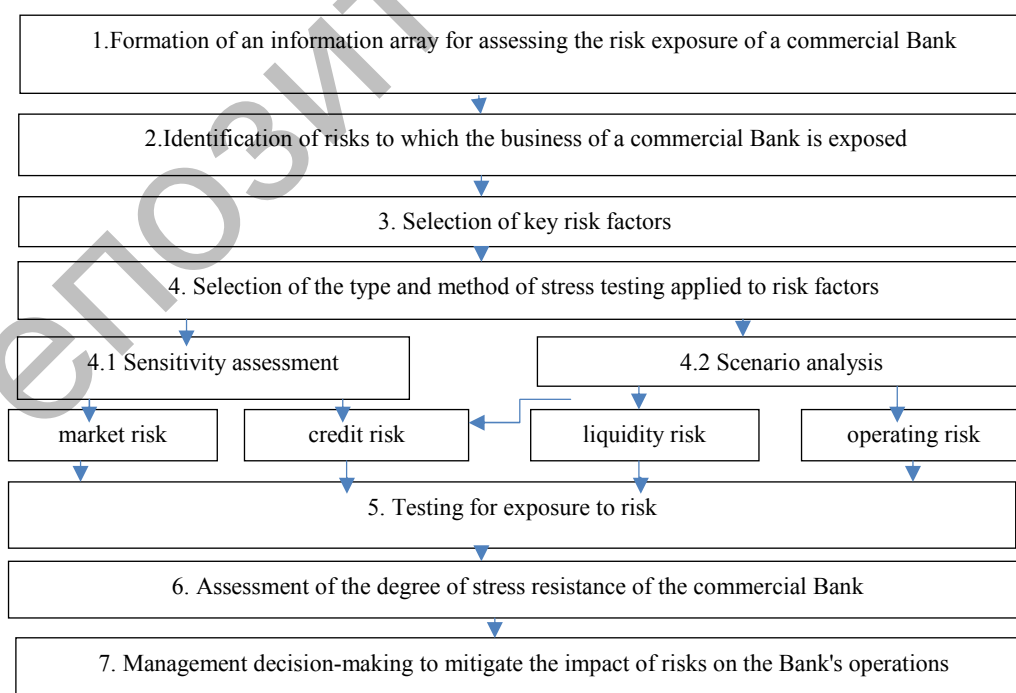 1.Formation of an information array for assessing the risk exposure of a commercial Bank
2.Identification of risks to which the business of a commercial Bank is exposed
3. Selection of key risk factors
4. Selection of the type and method of stress testing applied to risk factors
4.1 Sensitivity assessment
4.2 Scenario analysis
market risk
credit risk
liquidity risk
operating risk
5. Testing for exposure to risk
6. Assessment of the degree of stress resistance of the commercial Bank
7. Management decision-making to mitigate the impact of risks on the Bank's operations